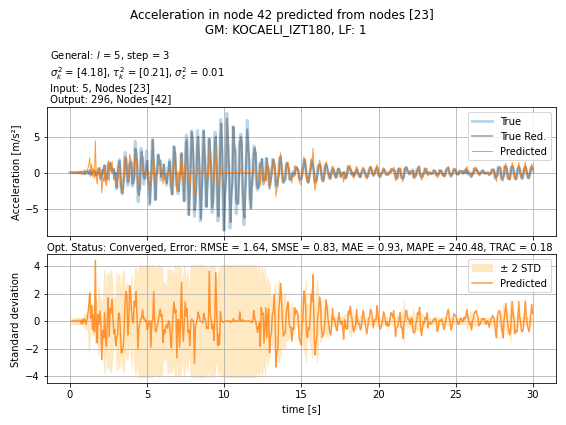 Acceleration in node 42 predicted from nodes [23]
GM: KOCAELI_IZT180, LF: 1
General: l = 5, step = 3
σ²ₖ = [4.18], τ²ₖ = [0.21], σ²ₑ = 0.01
Input: 5, Nodes [23]
Output: 296, Nodes [42]
Acceleration [m/s²]
5
0
−5
True
True Red.
Predicted
Opt. Status: Converged, Error: RMSE = 1.64, SMSE = 0.83, MAE = 0.93, MAPE = 240.48, TRAC = 0.18
Standard deviation
4
2
0
−2
−4
± 2 STD
Predicted
0 5 10 15 20 25 30
time [s]